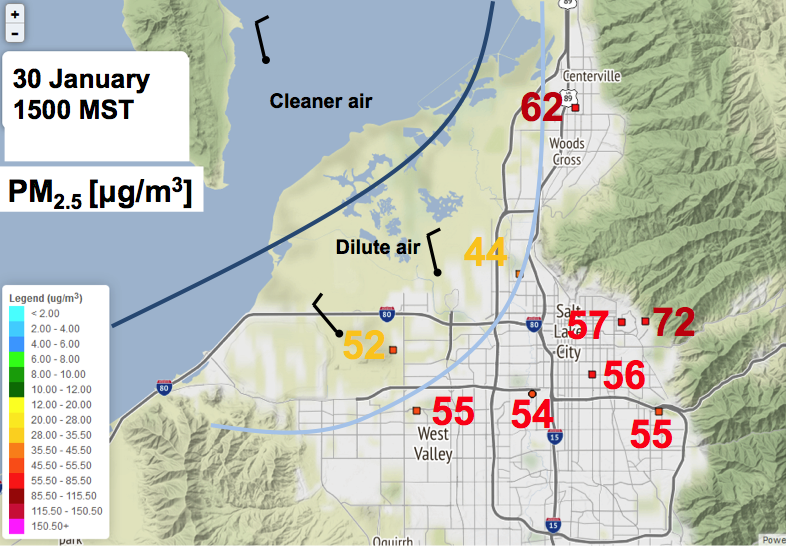 +
-
30 January
1500 MST
PM2.5 [µg/m³]
Cleaner air
Dilute air
89
Centerville
62
US 89
Woods
Cross
44
80
80
52
Salt
Lake
City
57
72
56
80
55
54
55
West
Valley
15
15
Oquirrh
park
Legend (ug/m³)
< 2.00
2.00 - 4.00
4.00 - 6.00
6.00 - 8.00
8.00 - 10.00
10.00 - 12.00
12.00 - 20.00
20.00 - 28.00
28.00 - 35.50
35.50 - 45.50
45.50 - 55.50
55.50 - 85.50
85.50 - 115.50
115.50 - 150.50
150.50+
Powe